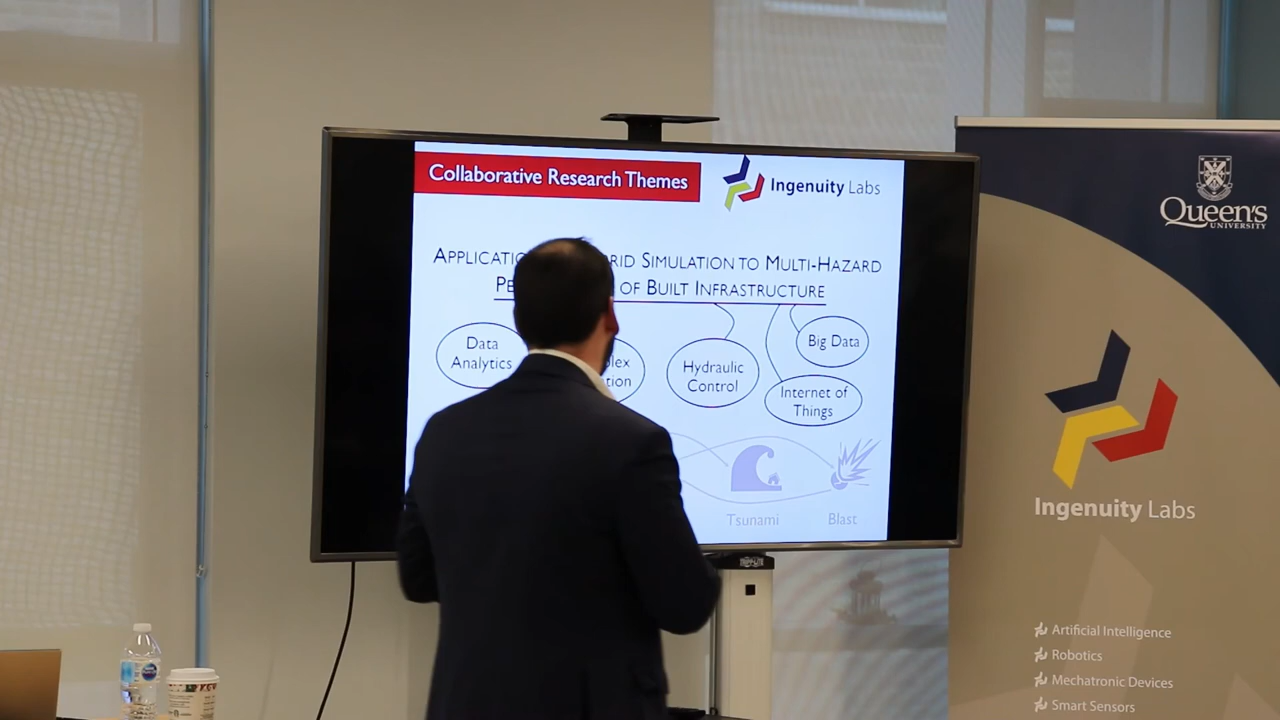 Collaborative Research Themes
Ingenuity Labs
APPLICATIO RID SIMULATION TO MULTI-HAZARD
PE OF BUILT INFRASTRUCTURE
Data
Analytics
lex
tion
Hydraulic
Control
Big Data
Internet of
Things
Tsunami
Blast
Queen's
UNIVERSITY
Ingenuity Labs
Artificial Intelligence
Robotics
Mechatronic Devices
Smart Sensors